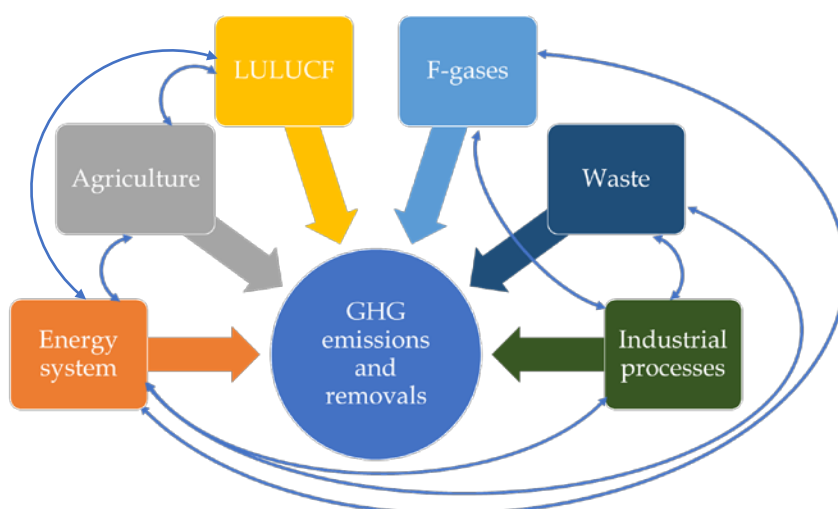 LULUCF
F-gases
Agriculture
Waste
Energy
system
GHG
emissions
and
removals
Industrial
processes